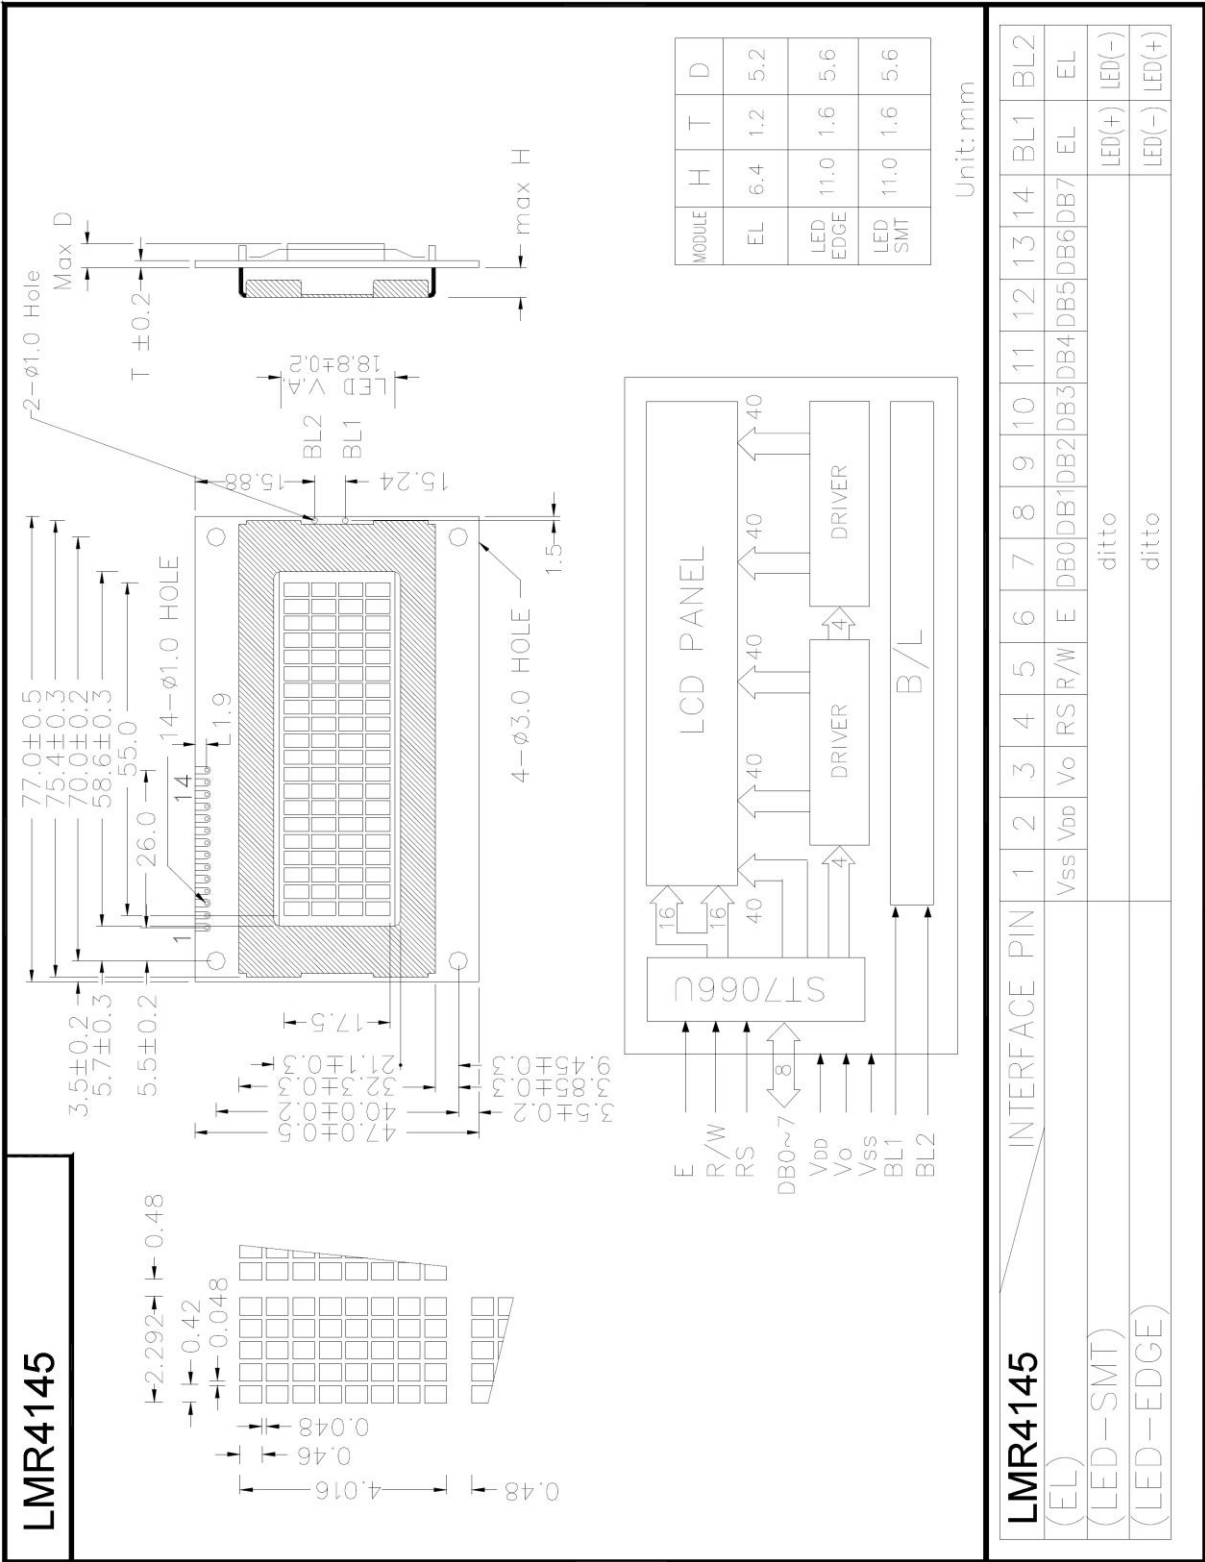 LMR4145
2.292
0.48
0.42
0.048
0.048
0.46
4.016
0.48
77.0±0.5
75.4±0.3
70.0±0.2
58.6±0.3
55.0
26.0
3.5±0.2
5.7±0.3
5.5±0.2
1
14
14-ø1.0 HOLE
1.9
2-ø1.0 Hole
15.88
15.24
BL2
BL1
1.5
4-ø3.0 HOLE
17.5
21.1±0.3
32.3±0.3
40.0±0.2
47.0±0.5
9.45±0.3
3.85±0.3
3.5±0.2
LED V.A.
18.8±0.2
T ±0.2
Max D
max H
MODULE H T D
EL 6.4 1.2 5.2
LED EDGE 11.0 1.6 5.6
LED SMT 11.0 1.6 5.6
Unit:mm
E
R/W
RS
DB0~7
VDD
Vo
VSS
BL1
BL2
8
ST7066U
16
16
40
40
40
40
40
4
4
LCD PANEL
DRIVER
DRIVER
B/L
LMR4145 INTERFACE PIN 1 2 3 4 5 6 7 8 9 10 11 12 13 14 BL1 BL2
(EL) Vss VDD Vo RS R/W E DB0 DB1 DB2 DB3 DB4 DB5 DB6 DB7 EL EL
(LED-SMT) ditto LED(+) LED(-)
(LED-EDGE) ditto LED(-) LED(+)